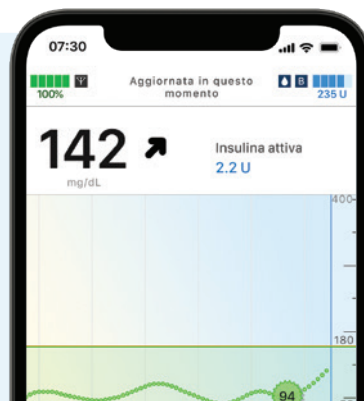 07:30
100%
Aggiornata in questo
momento
B
235 U
142
mg/dL
Insulina attiva
2.2 U
400
180
94